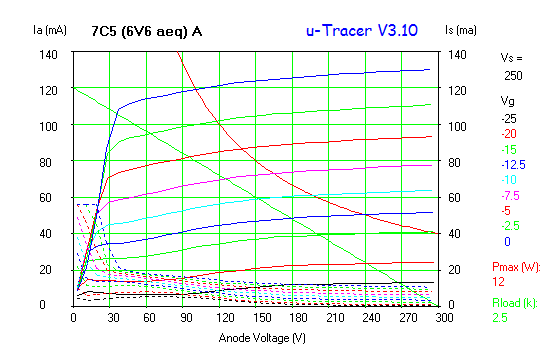 Ia (mA) 7C5 (6V6 aeq) A u-Tracer V3.10 Is (ma)
140 140
120 120
100 100
80 80
60 60
40 40
20 20
0 0
0 30 60 90 120 150 180 210 240 270 300
Anode Voltage (V)
Vs =
250
Vg
-25
-20
-15
-12.5
-10
-7.5
-5
-2.5
0
Pmax (W):
12
Rload (k):
2.5